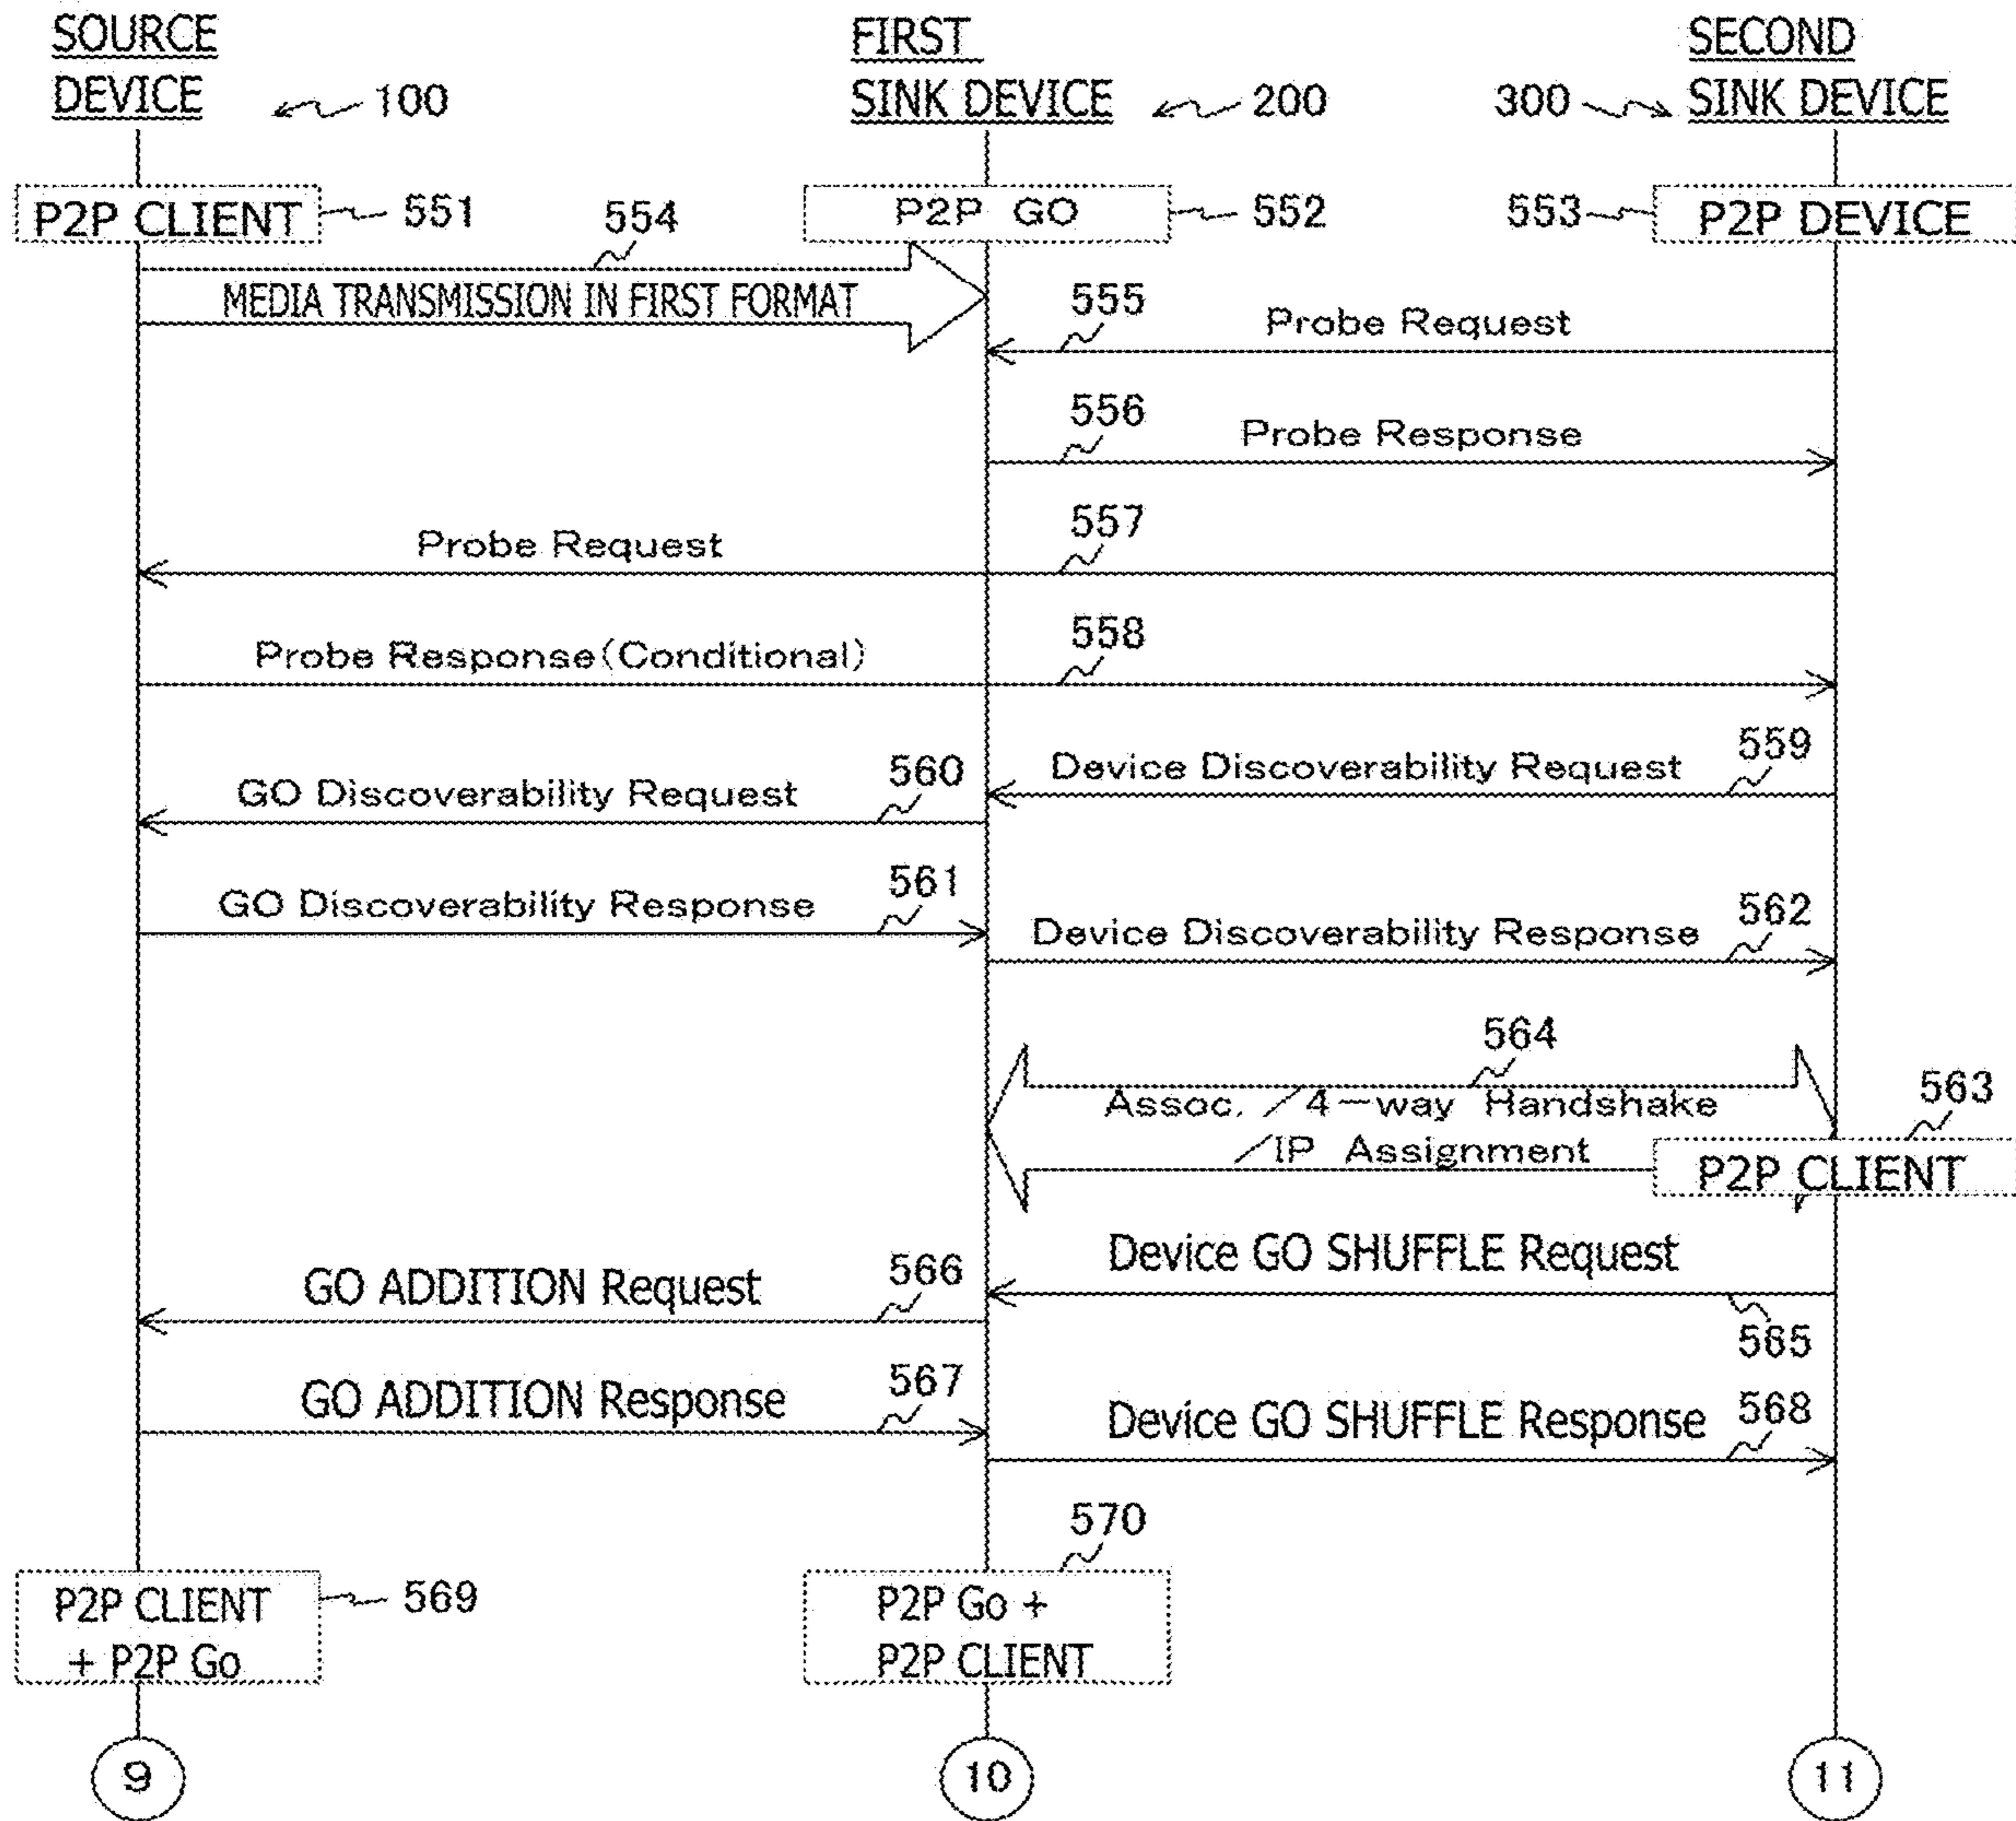 SOURCE
DEVICE
100
FIRST
SINK DEVICE
200
300
SECOND
SINK DEVICE
P2P CLIENT
551
554
P2P GO
552
553
P2P DEVICE
MEDIA TRANSMISSION IN FIRST FORMAT
555
Probe Request
556
Probe Response
557
Probe Request
558
Probe Response(Conditional)
559
Device Discoverability Request
560
GO Discoverability Request
561
GO Discoverability Response
562
Device Discoverability Response
564
Assoc. /4-way Handshake
/IP Assignment
563
P2P CLIENT
Device GO SHUFFLE Request
565
566
GO ADDITION Request
567
GO ADDITION Response
568
Device GO SHUFFLE Response
570
P2P CLIENT
+ P2P Go
569
P2P Go +
P2P CLIENT
9
10
11